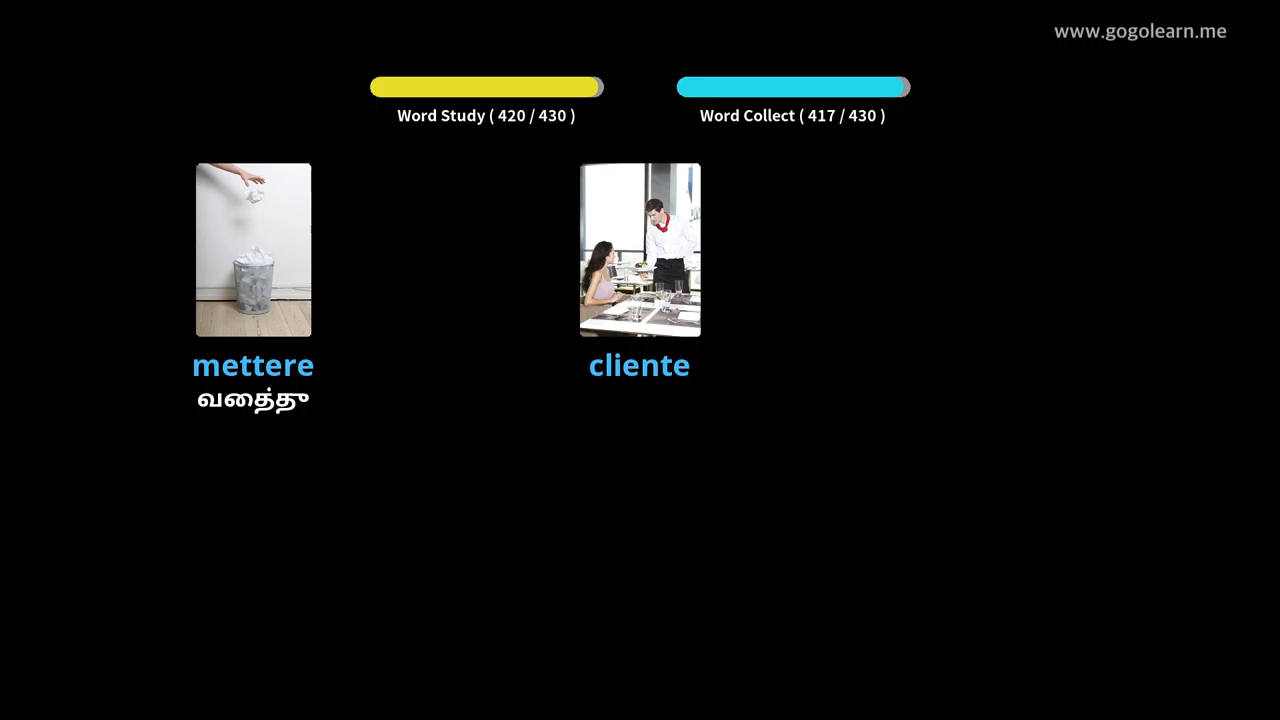 www.gogolearn.me
Word Study ( 420 / 430 )
Word Collect ( 417 / 430 )
mettere
வைத்து
cliente